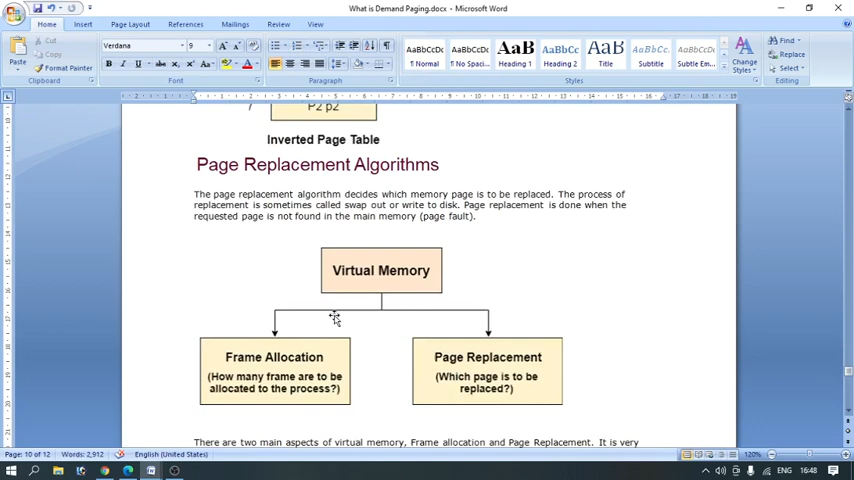 What is Demand Paging.docx - Microsoft Word
Home Insert Page Layout References Mailings Review View
Paste
Cut
Copy
Format Painter
Clipboard
Verdana 9
Font
Paragraph
AaBbCcDc AaBbCcDc AaBbC AaBbCc AaBb AaBbCc. AaBbCcDc
¶ Normal ¶ No Spaci... Heading 1 Heading 2 Title Subtitle Subtle Em...
Change
Styles
Styles
Find
Replace
Select
Editing
7 P2 p2
Inverted Page Table
Page Replacement Algorithms
The page replacement algorithm decides which memory page is to be replaced. The process of
replacement is sometimes called swap out or write to disk. Page replacement is done when the
requested page is not found in the main memory (page fault).
Virtual Memory
Frame Allocation
(How many frame are to be
allocated to the process?)
Page Replacement
(Which page is to be
replaced?)
There are two main aspects of virtual memory, Frame allocation and Page Replacement. It is very
Page: 10 of 12 Words: 2,912 English (United States) 120%
ENG 16:48